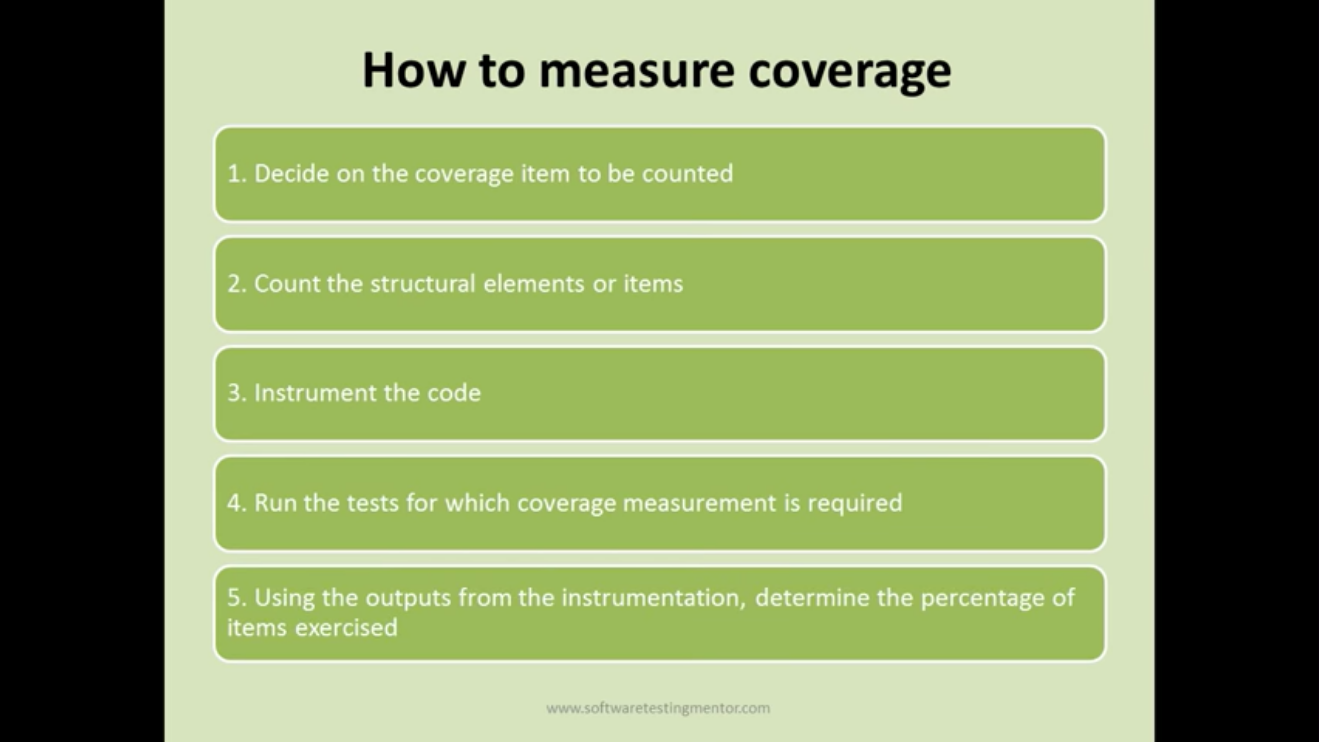 How to measure coverage
1. Decide on the coverage item to be counted
2. Count the structural elements or items
3. Instrument the code
4. Run the tests for which coverage measurement is required
5. Using the outputs from the instrumentation, determine the percentage of
items exercised
www.softwaretestingmentor.com